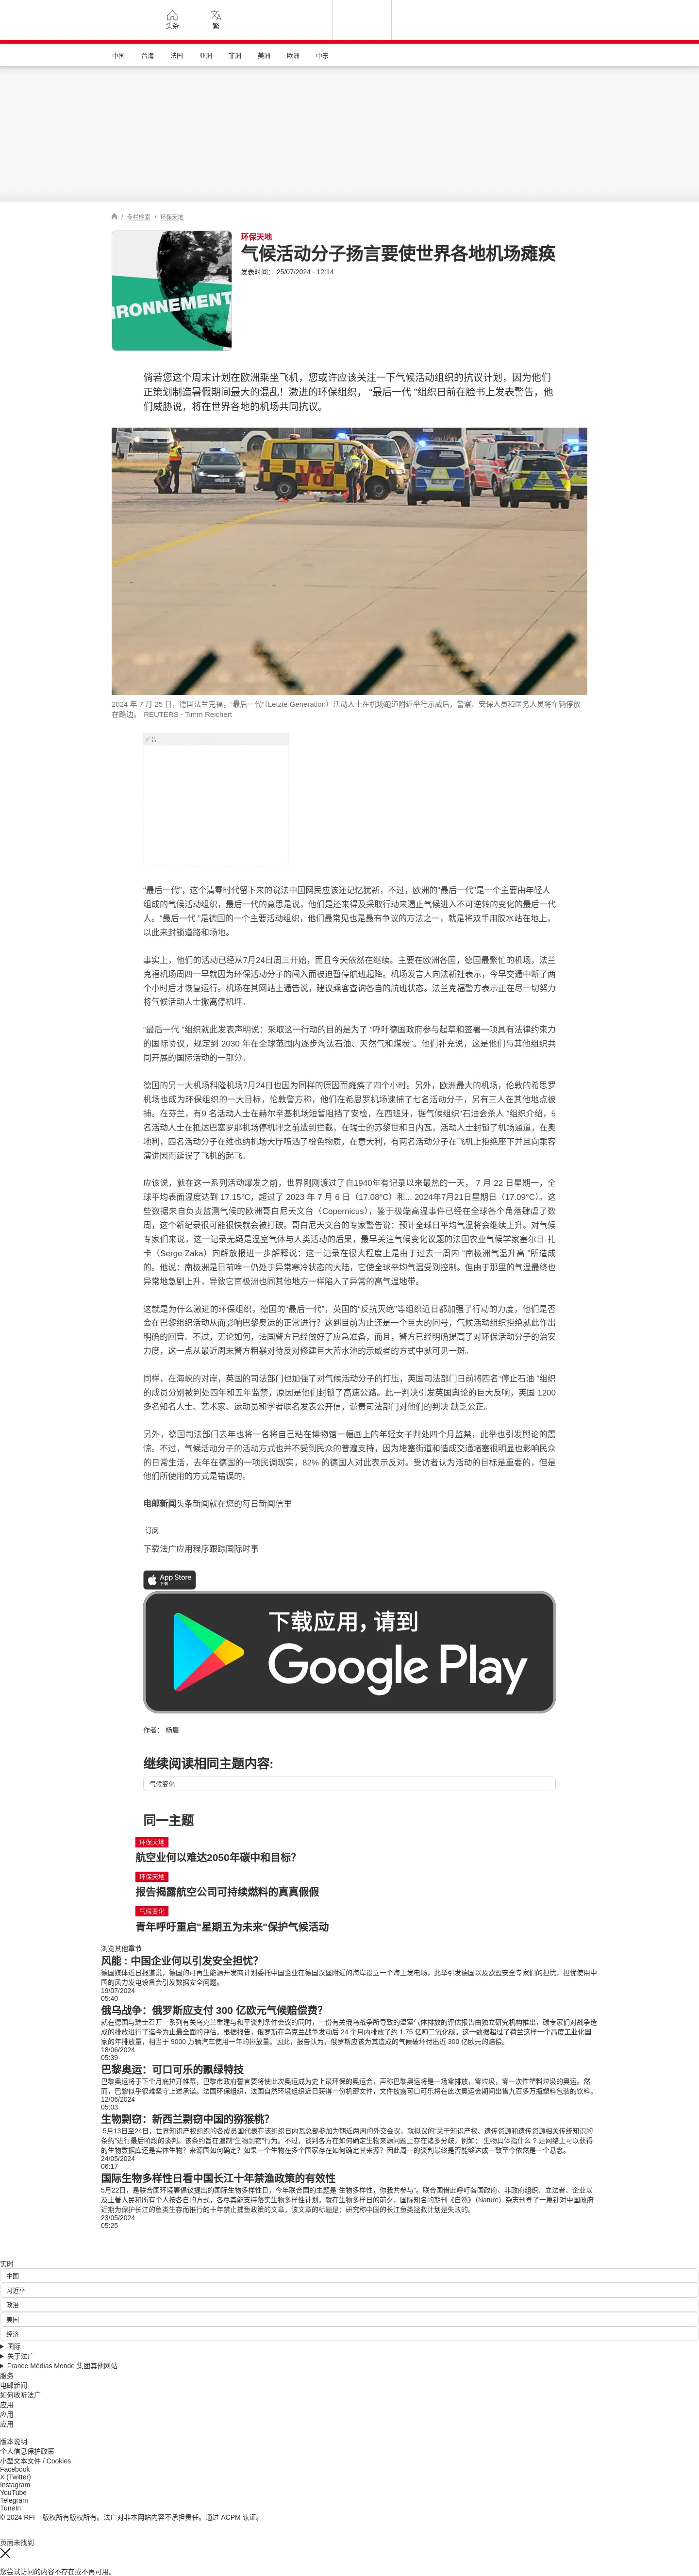 头条
繁
中国 台海 法国 亚洲 非洲 美洲 欧洲 中东
/ 专栏检索 / 环保天地
环保天地
气候活动分子扬言要使世界各地机场瘫痪
发表时间： 25/07/2024 - 12:14
IRONNEMENT
倘若您这个周末计划在欧洲乘坐飞机，您或许应该关注一下气候活动组织的抗议计划，因为他们
正策划制造暑假期间最大的混乱！激进的环保组织， “最后一代 ”组织日前在脸书上发表警告，他
们威胁说，将在世界各地的机场共同抗议。
2024 年 7 月 25 日，德国法兰克福，“最后一代”（Letzte Generation）活动人士在机场跑道附近举行示威后，警察、安保人员和医务人员将车辆停放
在路边。 REUTERS - Timm Reichert
广告
“最后一代”，这个清零时代留下来的说法中国网民应该还记忆犹新，不过，欧洲的“最后一代”是一个主要由年轻人
组成的气候活动组织，最后一代的意思是说，他们是还来得及采取行动来遏止气候进入不可逆转的变化的最后一代
人。“最后一代 ”是德国的一个主要活动组织，他们最常见也是最有争议的方法之一，就是将双手用胶水站在地上，
以此来封锁道路和场地。
事实上，他们的活动已经从7月24日周三开始，而且今天依然在继续。主要在欧洲各国，德国最繁忙的机场，法兰
克福机场周四一早就因为环保活动分子的闯入而被迫暂停航班起降。机场发言人向法新社表示，今早交通中断了两
个小时后才恢复运行。机场在其网站上通告说，建议乘客查询各自的航班状态。法兰克福警方表示正在尽一切努力
将气候活动人士撤离停机坪。
“最后一代 ”组织就此发表声明说：采取这一行动的目的是为了 “呼吁德国政府参与起草和签署一项具有法律约束力
的国际协议，规定到 2030 年在全球范围内逐步淘汰石油、天然气和煤炭”。他们补充说，这是他们与其他组织共
同开展的国际活动的一部分。
德国的另一大机场科隆机场7月24日也因为同样的原因而瘫痪了四个小时。另外，欧洲最大的机场，伦敦的希思罗
机场也成为环保组织的一大目标，伦敦警方称，他们在希思罗机场逮捕了七名活动分子，另有三人在其他地点被
捕。在芬兰，有9 名活动人士在赫尔辛基机场短暂阻挡了安检，在西班牙，据气候组织“石油会杀人 ”组织介绍，5
名活动人士在抵达巴塞罗那机场停机坪之前遭到拦截，在瑞士的苏黎世和日内瓦，活动人士封锁了机场通道，在奥
地利，四名活动分子在维也纳机场大厅喷洒了橙色物质，在意大利，有两名活动分子在飞机上拒绝座下并且向乘客
演讲因而延误了飞机的起飞。
应该说，就在这一系列活动爆发之前，世界刚刚渡过了自1940年有记录以来最热的一天， 7 月 22 日星期一，全
球平均表面温度达到 17.15°C，超过了 2023 年 7 月 6 日（17.08°C）和... 2024年7月21日星期日（17.09°C）。这
些数据来自负责监测气候的欧洲哥白尼天文台（Copernicus），鉴于极端高温事件已经在全球各个角落肆虐了数
周，这个新纪录很可能很快就会被打破。哥白尼天文台的专家警告说：预计全球日平均气温将会继续上升。对气候
专家们来说，这一记录无疑是温室气体与人类活动的后果，最早关注气候变化议题的法国农业气候学家塞尔日-扎
卡（Serge Zaka）向解放报进一步解释说：这一记录在很大程度上是由于过去一周内 “南极洲气温升高 ”所造成
的。他说：南极洲是目前唯一仍处于异常寒冷状态的大陆，它使全球平均气温受到控制。但由于那里的气温最终也
异常地急剧上升，导致它南极洲也同其他地方一样陷入了异常的高气温地带。
这就是为什么激进的环保组织，德国的“最后一代”，英国的“反抗灭绝”等组织近日都加强了行动的力度，他们是否
会在巴黎组织活动从而影响巴黎奥运的正常进行？这到目前为止还是一个巨大的问号，气候活动组织拒绝就此作出
明确的回音。不过，无论如何，法国警方已经做好了应急准备，而且，警方已经明确提高了对环保活动分子的治安
力度，这一点从最近周末警方粗暴对待反对修建巨大蓄水池的示威者的方式中就可见一斑。
同样，在海峡的对岸，英国的司法部门也加强了对气候活动分子的打压，英国司法部门日前将四名“停止石油 ”组织
的成员分别被判处四年和五年监禁，原因是他们封锁了高速公路。此一判决引发英国舆论的巨大反响，英国 1200
多名知名人士、艺术家、运动员和学者联名发表公开信，谴责司法部门对他们的判决 缺乏公正。
另外，德国司法部门去年也将一名将自己粘在博物馆一幅画上的年轻女子判处四个月监禁，此举也引发舆论的震
惊。不过，气候活动分子的活动方式也并不受到民众的普遍支持，因为堵塞街道和造成交通堵塞很明显也影响民众
的日常生活，去年在德国的一项民调现实，82% 的德国人对此表示反对。受访者认为活动的目标是重要的，但是
他们所使用的方式是错误的。
电邮新闻头条新闻就在您的每日新闻信里
订阅
下载法广应用程序跟踪国际时事
App Store
下载
下载应用，请到
Google Play
作者： 杨眉
继续阅读相同主题内容:
气候变化
同一主题
环保天地
航空业何以难达2050年碳中和目标？
环保天地
报告揭露航空公司可持续燃料的真真假假
气候变化
青年呼吁重启"星期五为未来"保护气候活动
浏览其他章节
风能 : 中国企业何以引发安全担忧？
德国媒体近日报道说，德国的可再生能源开发商计划委托中国企业在德国汉堡附近的海岸设立一个海上发电场，此举引发德国以及欧盟安全专家们的担忧，担忧使用中
国的风力发电设备会引发数据安全问题。
19/07/2024
05:40
俄乌战争：俄罗斯应支付 300 亿欧元气候赔偿费？
就在德国与瑞士召开一系列有关乌克兰重建与和平谈判条件会议的同时，一份有关俄乌战争所导致的温室气体排放的评估报告由独立研究机构推出，碳专家们对战争造
成的排放进行了迄今为止最全面的评估。根据报告，俄罗斯在乌克兰战争发动后 24 个月内排放了约 1.75 亿吨二氧化碳。这一数据超过了荷兰这样一个高度工业化国
家的年排放量，相当于 9000 万辆汽车使用一年的排放量。因此，报告认为，俄罗斯应该为其造成的气候破坏付出近 300 亿欧元的赔偿。
18/06/2024
05:39
巴黎奥运：可口可乐的飘绿特技
巴黎奥运将于下个月底拉开帷幕，巴黎市政府誓言要将使此次奥运成为史上最环保的奥运会，声称巴黎奥运将是一场零排放，零垃圾，零一次性塑料垃圾的奥运。然
而，巴黎似乎很难坚守上述承诺。法国环保组织，法国自然环境组织近日获得一份机密文件，文件披露可口可乐将在此次奥运会期间出售九百多万瓶塑料包装的饮料。
12/06/2024
05:03
生物剽窃：新西兰剽窃中国的猕猴桃？
5月13日至24日，世界知识产权组织的各成员国代表在该组织日内瓦总部参加为期近两周的外交会议，就拟议的"关于知识产权、遗传资源和遗传资源相关传统知识的
条约"进行最后阶段的谈判。该条约旨在遏制"生物剽窃"行为。不过，谈判各方在如何确定生物来源问题上存在诸多分歧，例如： 生物具体指什么？是网络上可以获得
的生物数据库还是实体生物？来源国如何确定？如果一个生物在多个国家存在如何确定其来源？因此周一的谈判最终是否能够达成一致至今依然是一个悬念。
24/05/2024
06:17
国际生物多样性日看中国长江十年禁渔政策的有效性
5月22日，是联合国环境署倡议提出的国际生物多样性日，今年联合国的主题是“生物多样性，你我共参与”。联合国借此呼吁各国政府、非政府组织、立法者、企业以
及土著人民和所有个人按各自的方式，各尽其能支持落实生物多样性计划。就在生物多样日的前夕，国际知名的期刊《自然》（Nature）杂志刊登了一篇针对中国政府
近期为保护长江的鱼类生存而推行的十年禁止捕鱼政策的文章，该文章的标题是：研究称中国的长江鱼类拯救计划是失败的。
23/05/2024
05:25
实时
中国
习近平
政治
美国
经济
国际
关于法广
France Médias Monde 集团其他网站
服务
电邮新闻
如何收听法广
应用
应用
应用
版本说明
个人信息保护政策
小型文本文件 / Cookies
Facebook
X (Twitter)
Instagram
YouTube
Telegram
TuneIn
© 2024 RFI – 版权所有版权所有。法广对非本网站内容不承担责任。通过 ACPM 认证。
页面未找到
您尝试访问的内容不存在或不再可用。